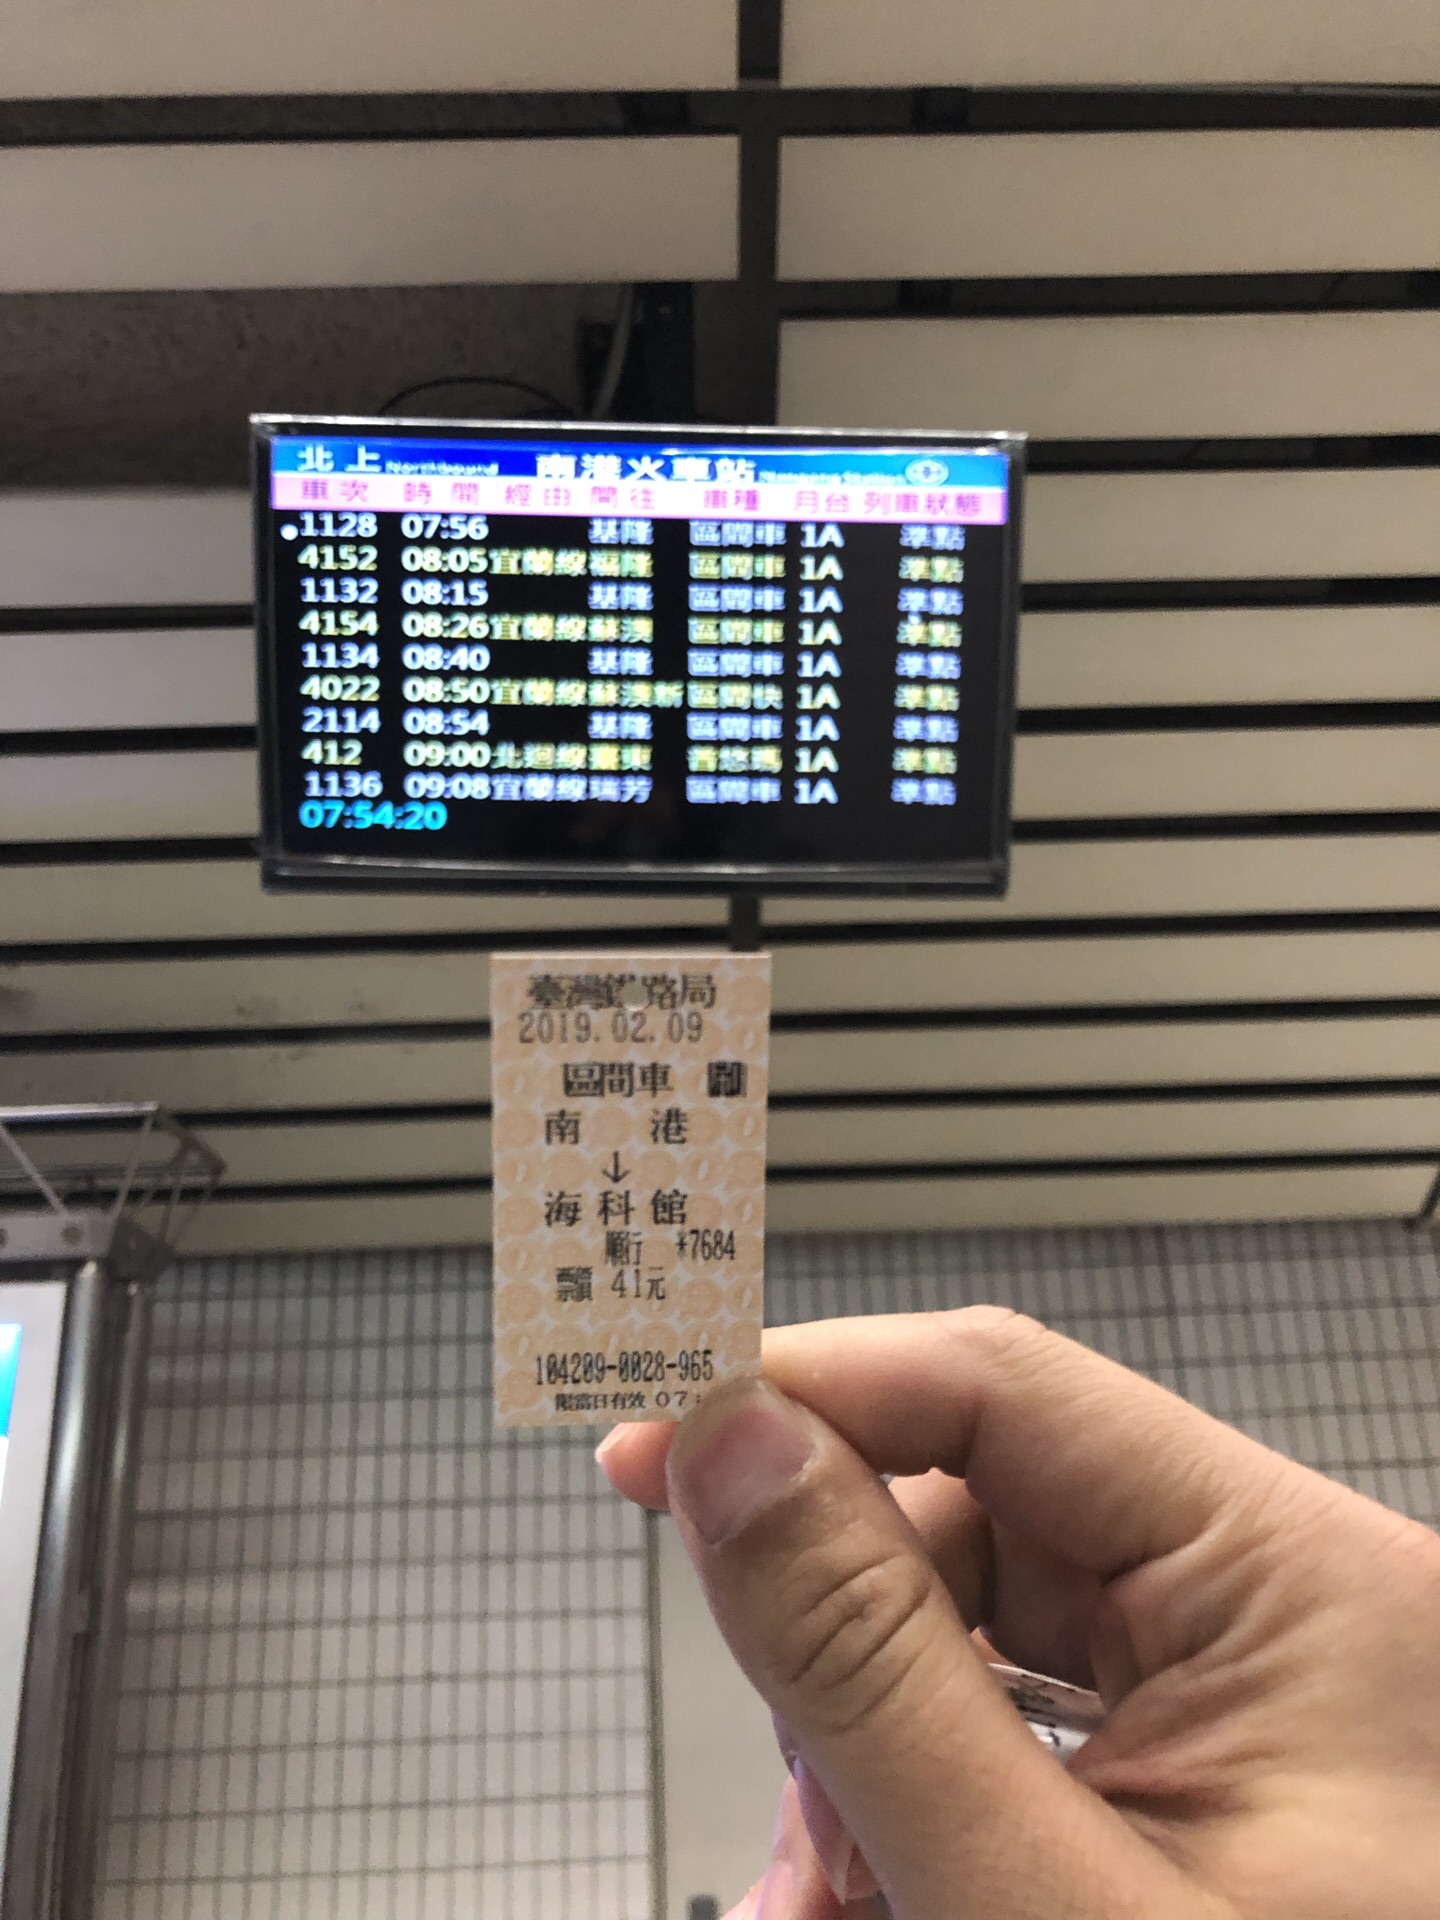 北上 Northbound 南港火車站 Nangang Station
車次 時間 經由 開往 車種 月台 列車狀態
1128 07:56 基隆 區間車 1A 準點
4152 08:05 宜蘭線 福隆 區間車 1A 準點
1132 08:15 基隆 區間車 1A 準點
4154 08:26 宜蘭線 蘇澳 區間車 1A 準點
1134 08:40 基隆 區間車 1A 準點
4022 08:50 宜蘭線 蘇澳新 區間快 1A 準點
2114 08:54 基隆 區間車 1A 準點
412 09:00 北迴線 臺東 普悠瑪 1A 準點
1136 09:08 宜蘭線 瑞芳 區間車 1A 準點
07:54:20
臺灣鐵路局
2019.02.09
區間車
南港
↓
海科館
順行 *7684
票價 41元
104209-0028-965
限當日有效 07: